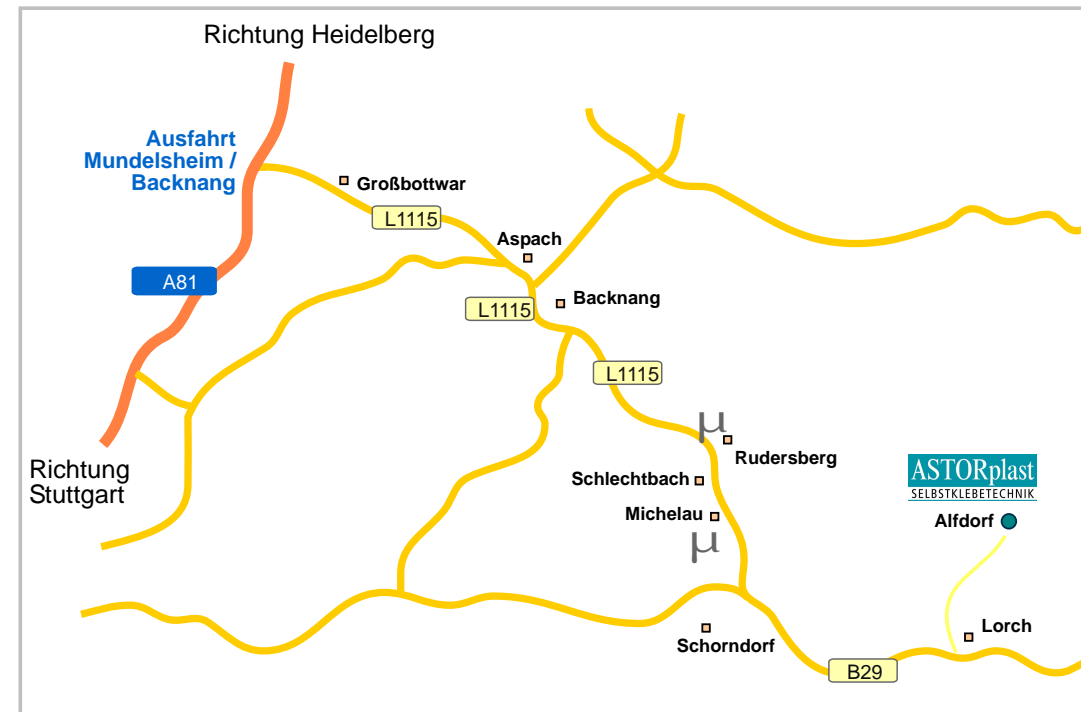 Richtung Heidelberg
Ausfahrt
Mundelsheim /
Backnang
Großbottwar
L1115
Aspach
A81
Backnang
L1115
L1115
µ
Rudersberg
Richtung
Stuttgart
Schlechtbach
ASTORplast
SELBSTKLEBETECHNIK
Michelau
Alfdorf
µ
Lorch
Schorndorf
B29